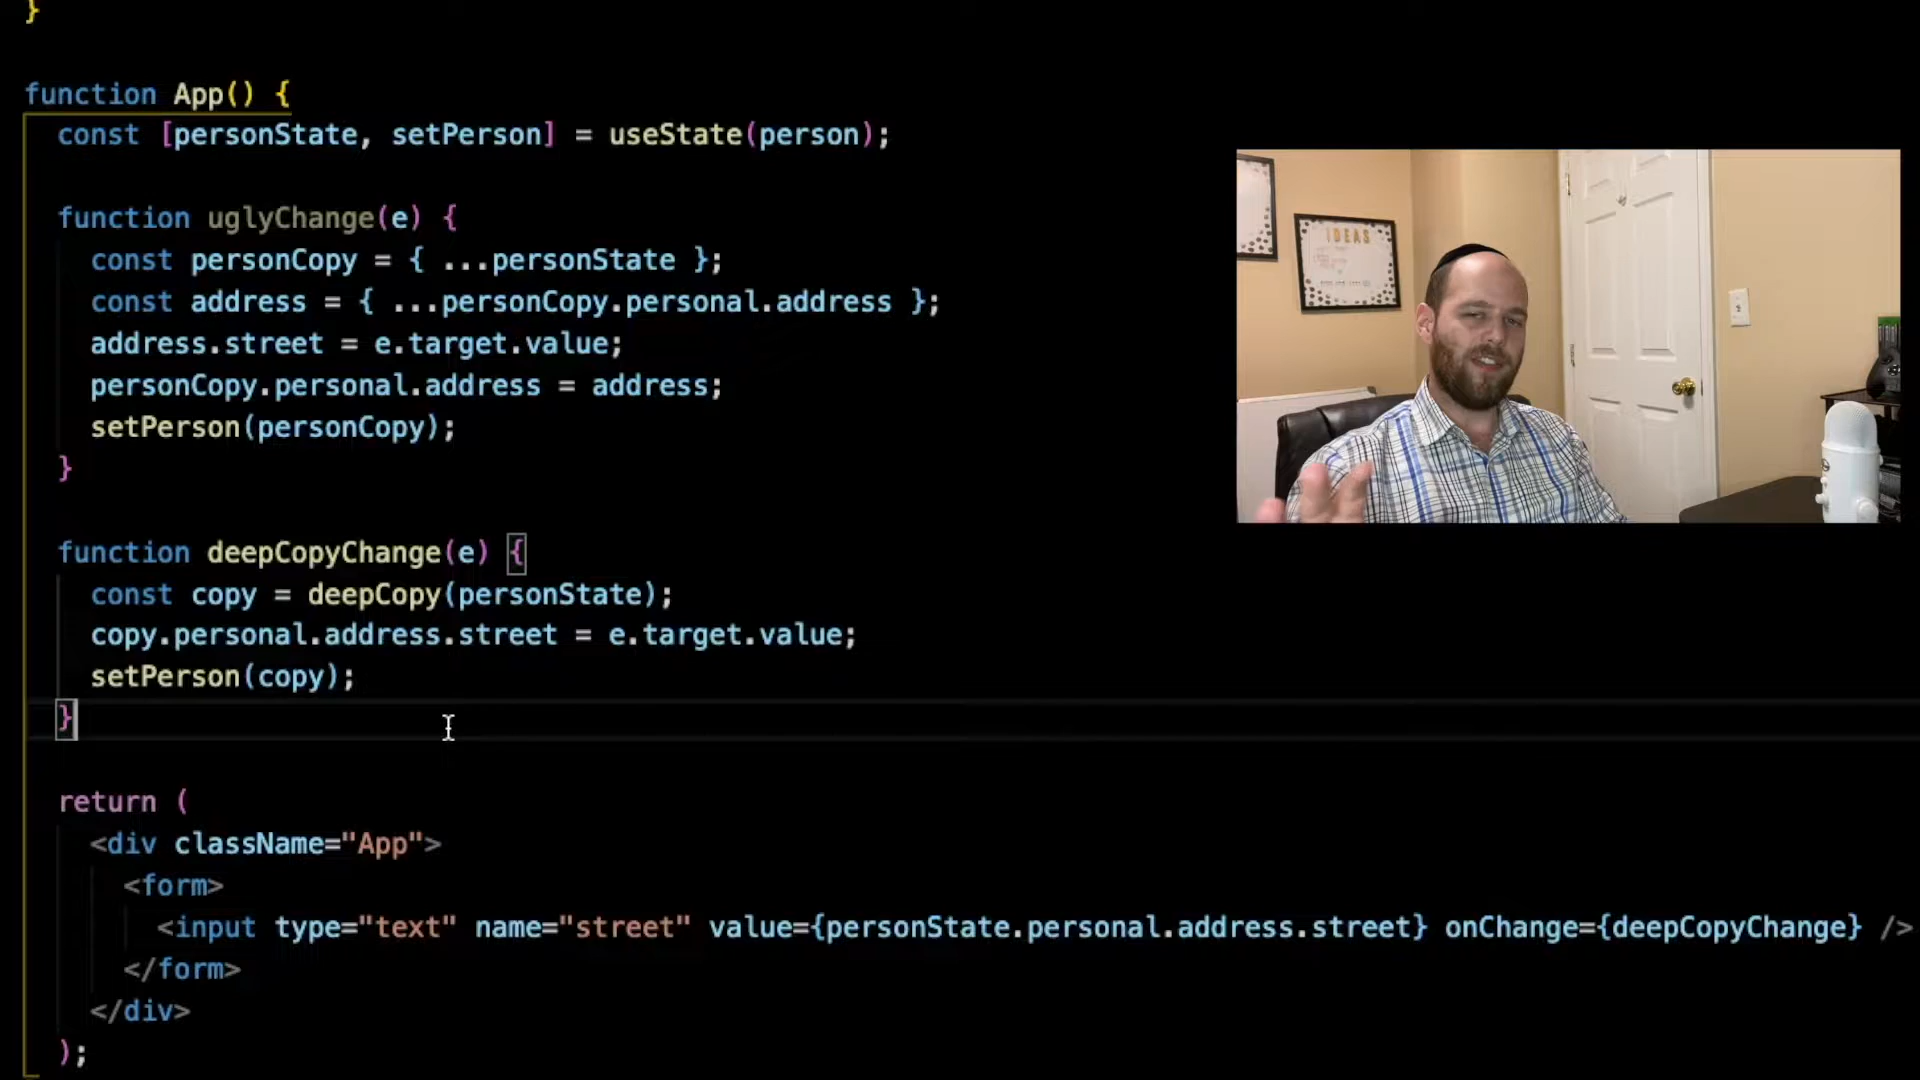 }
function App() {
const [personState, setPerson] = useState(person);
function uglyChange(e) {
const personCopy = { ...personState };
const address = { ...personCopy.personal.address };
address.street = e.target.value;
personCopy.personal.address = address;
setPerson(personCopy);
}
function deepCopyChange(e) {
const copy = deepCopy(personState);
copy.personal.address.street = e.target.value;
setPerson(copy);
}
return (
<div className="App">
<form>
<input type="text" name="street" value={personState.personal.address.street} onChange={deepCopyChange} />
</form>
</div>
);
IDEAS